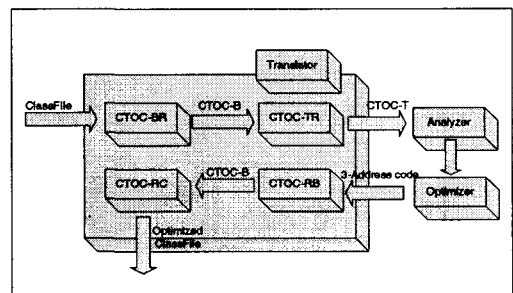 Translator
ClassFile
CTOC-BR
CTOC-B
CTOC-TR
CTOC-T
Analyzer
CTOC-RC
CTOC-B
CTOC-RB
3-Address code
Optimizer
Optimized
ClassFile